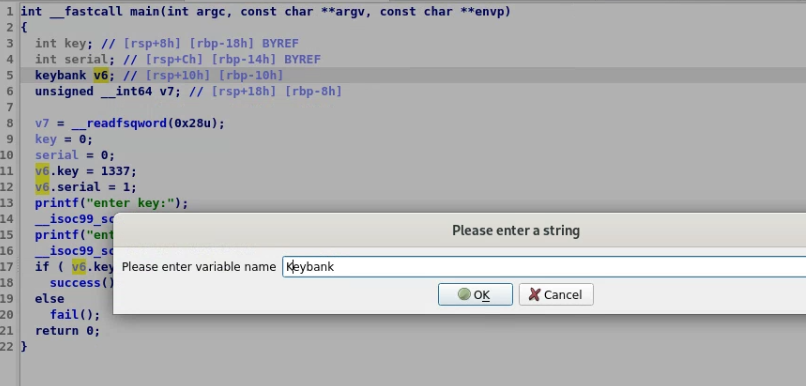 1 int __fastcall main(int argc, const char **argv, const char **envp)
2 {
3 int key; // [rsp+8h] [rbp-18h] BYREF
4 int serial; // [rsp+Ch] [rbp-14h] BYREF
5 keybank v6; // [rsp+10h] [rbp-10h]
6 unsigned __int64 v7; // [rsp+18h] [rbp-8h]
7
8 v7 = __readfsqword(0x28u);
9 key = 0;
10 serial = 0;
11 v6.key = 1337;
12 v6.serial = 1;
13 printf("enter key:");
14 __isoc99_sc
15 printf("ent
16 __isoc99_sc
17 if ( v6.key
18 success()
19 else
20 fail();
21 return 0;
22 }
Please enter a string
Please enter variable name Keybank
OK Cancel